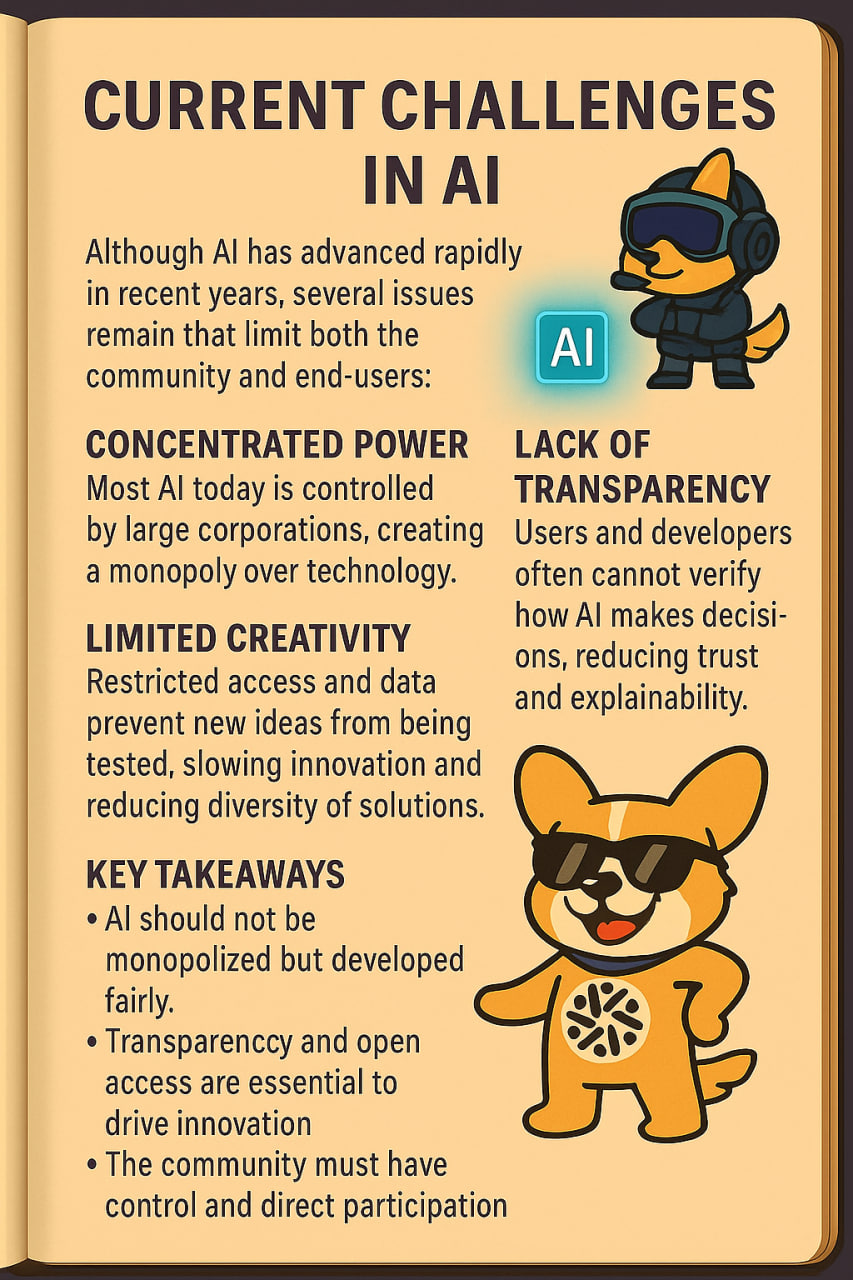 CURRENT CHALLENGES
IN AI
Although AI has advanced rapidly
in recent years, several issues
remain that limit both the
community and end-users:
AI
CONCENTRATED POWER
Most AI today is controlled
by large corporations, creating
a monopoly over technology.
LIMITED CREATIVITY
Restricted access and data
prevent new ideas from being
tested, slowing innovation and
reducing diversity of solutions.
LACK OF
TRANSPARENCY
Users and developers
often cannot verify
how AI makes decisi-
ons, reducing trust
and explainability.
KEY TAKEAWAYS
• AI should not be
monopolized but developed
fairly.
• Transparenccy and open
access are essential to
drive innovation
• The community must have
control and direct participation